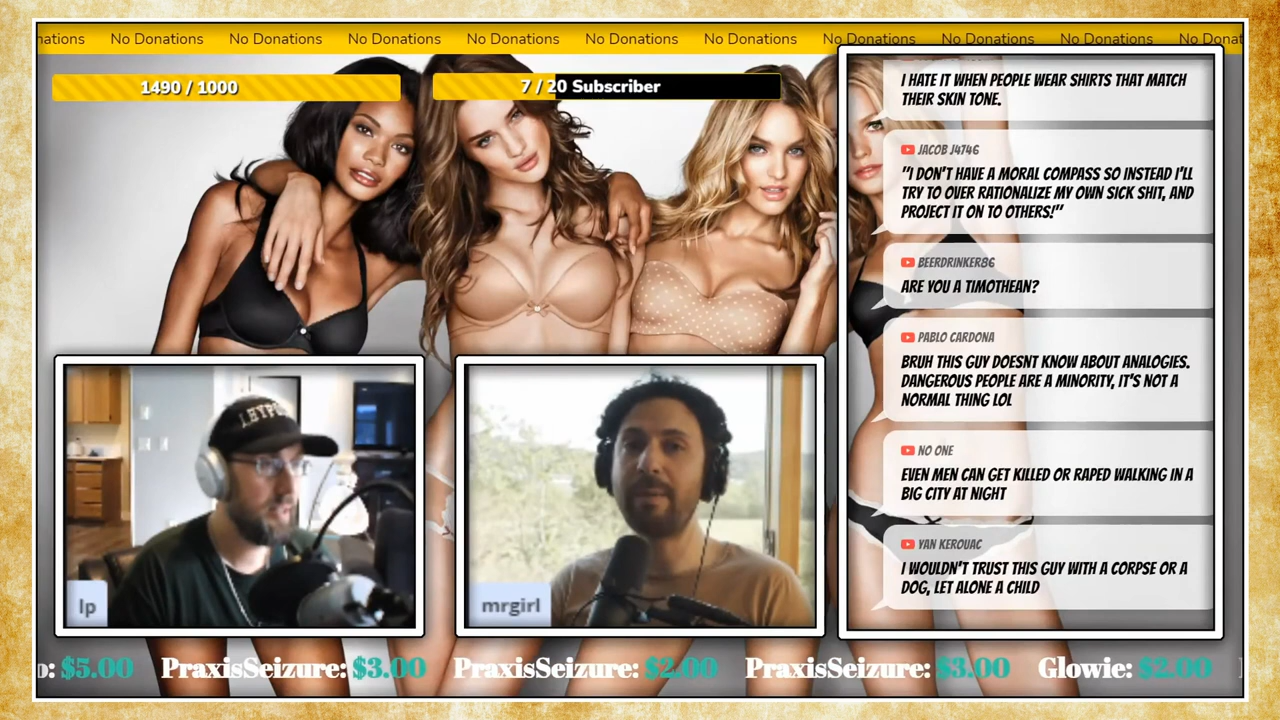 No Donations No Donations No Donations No Donations No Donations No Donations No Donations No Donations No Donations
1490 / 1000
7 / 20 Subscriber
I HATE IT WHEN PEOPLE WEAR SHIRTS THAT MATCH
THEIR SKIN TONE.
JACOB J4746
"I DON'T HAVE A MORAL COMPASS SO INSTEAD I'LL
TRY TO OVER RATIONALIZE MY OWN SICK SHIT, AND
PROJECT IT ON TO OTHERS!"
BEERDRINKER86
ARE YOU A TIMOTHEAN?
PABLO CARDONA
BRUH THIS GUY DOESNT KNOW ABOUT ANALOGIES.
DANGEROUS PEOPLE ARE A MINORITY, IT'S NOT A
NORMAL THING LOL
NO ONE
EVEN MEN CAN GET KILLED OR RAPED WALKING IN A
BIG CITY AT NIGHT
YAN KEROUAC
I WOULDN'T TRUST THIS GUY WITH A CORPSE OR A
DOG, LET ALONE A CHILD
lp
mrgirl
o: $5.00 PraxisSeizure: $3.00 PraxisSeizure: $2.00 PraxisSeizure: $3.00 Glowie: $2.00